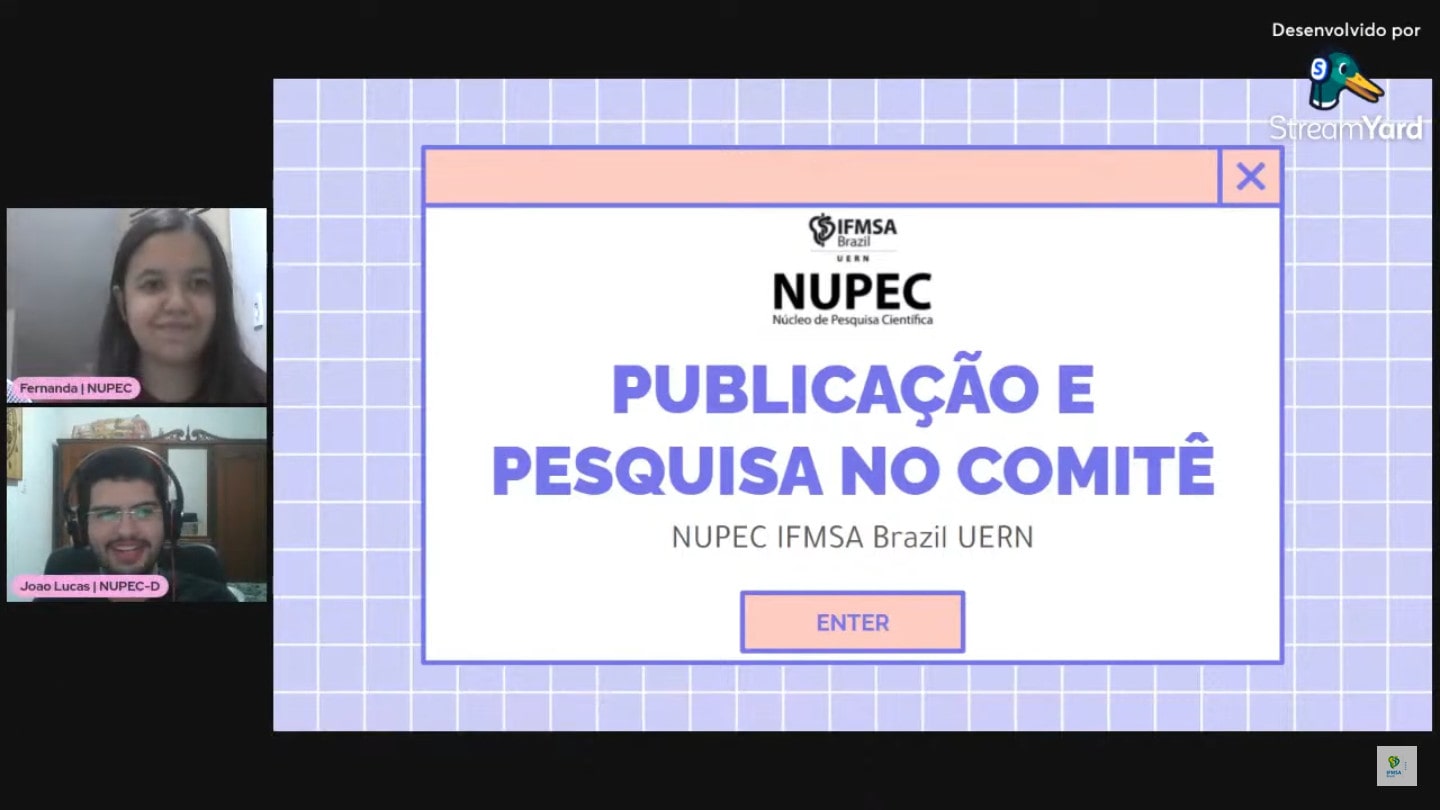 Desenvolvido por
S
StreamYard
IFMSA
Brazil
UERN
NUPEC
Núcleo de Pesquisa Científica
PUBLICAÇÃO E
PESQUISA NO COMITÊ
NUPEC IFMSA Brazil UERN
ENTER
Fernanda | NUPEC
Joao Lucas | NUPEC-D
IFMSA